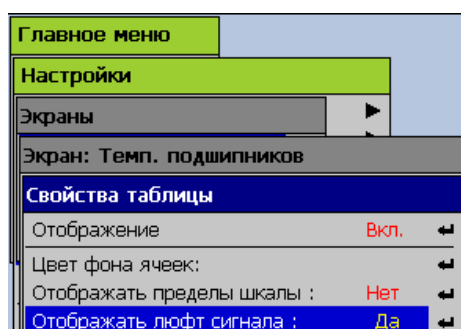 Главное меню
Настройки
Экраны
Экран: Темп. подшипников
Свойства таблицы
Отображение Вкл.
Цвет фона ячеек:
Отображать пределы шкалы : Нет
Отображать люфт сигнала : Да